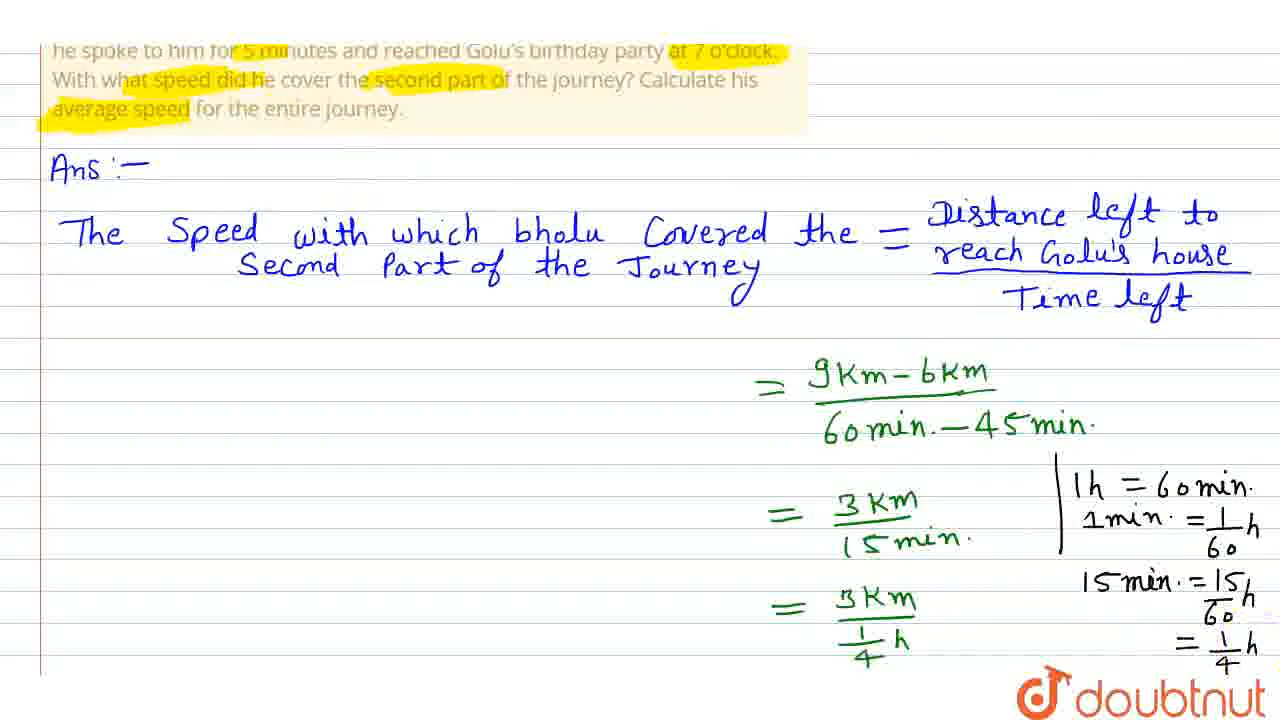 he spoke to him for 5 minutes and reached Golu's birthday party at 7 o'clock.
With what speed did he cover the second part of the journey? Calculate his
average speed for the entire journey.
Ans :-
The Speed with which bholu Covered the = Distance left to
Second Part of the Journey reach Golu's house
Time left
= 9Km - 6Km
60min. - 45min.
= 3Km
15min.
1h = 60min.
1min. = 1/60 h
15min. = 15/60 h
= 3Km
1/4 h
= 1/4 h
doubtnut